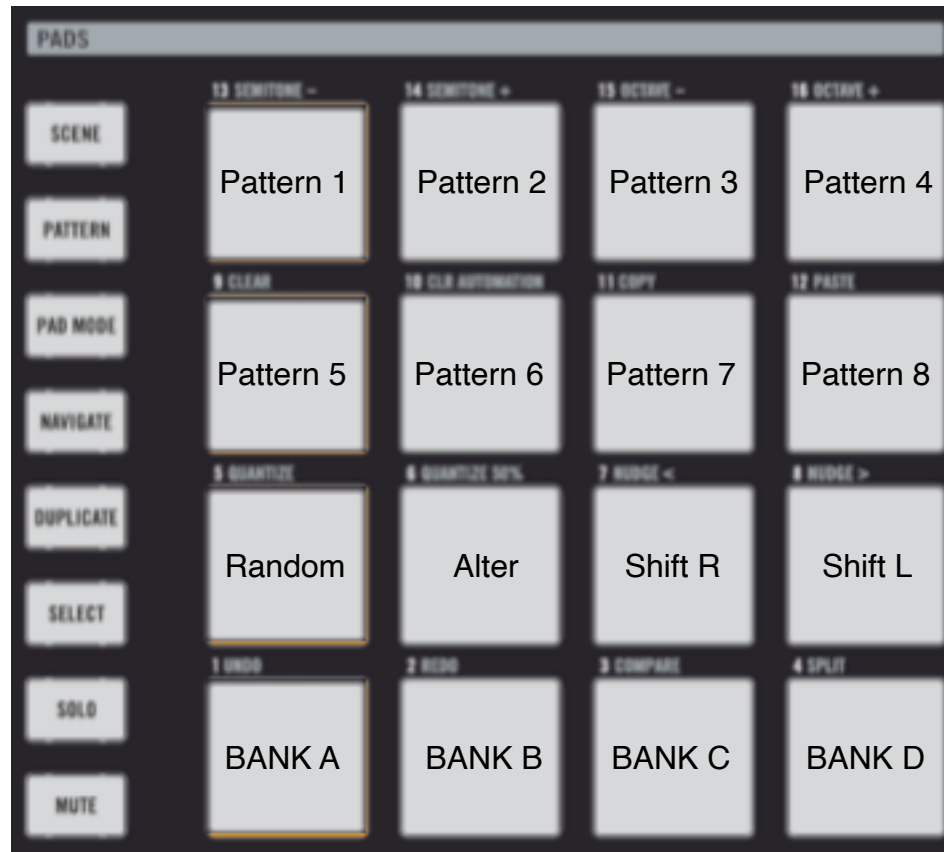 PADS
13 SEMITONE -
14 SEMITONE +
15 OCTAVE -
16 OCTAVE +
SCENE
Pattern 1
Pattern 2
Pattern 3
Pattern 4
PATTERN
9 CLEAR
10 CLR AUTOMATION
11 COPY
12 PASTE
PAD MODE
Pattern 5
Pattern 6
Pattern 7
Pattern 8
NAVIGATE
5 QUANTIZE
6 QUANTIZE 50%
7 NUDGE <
8 NUDGE >
DUPLICATE
Random
Alter
Shift R
Shift L
SELECT
1 UNDO
2 REDO
3 COMPARE
4 SPLIT
SOLO
BANK A
BANK B
BANK C
BANK D
MUTE